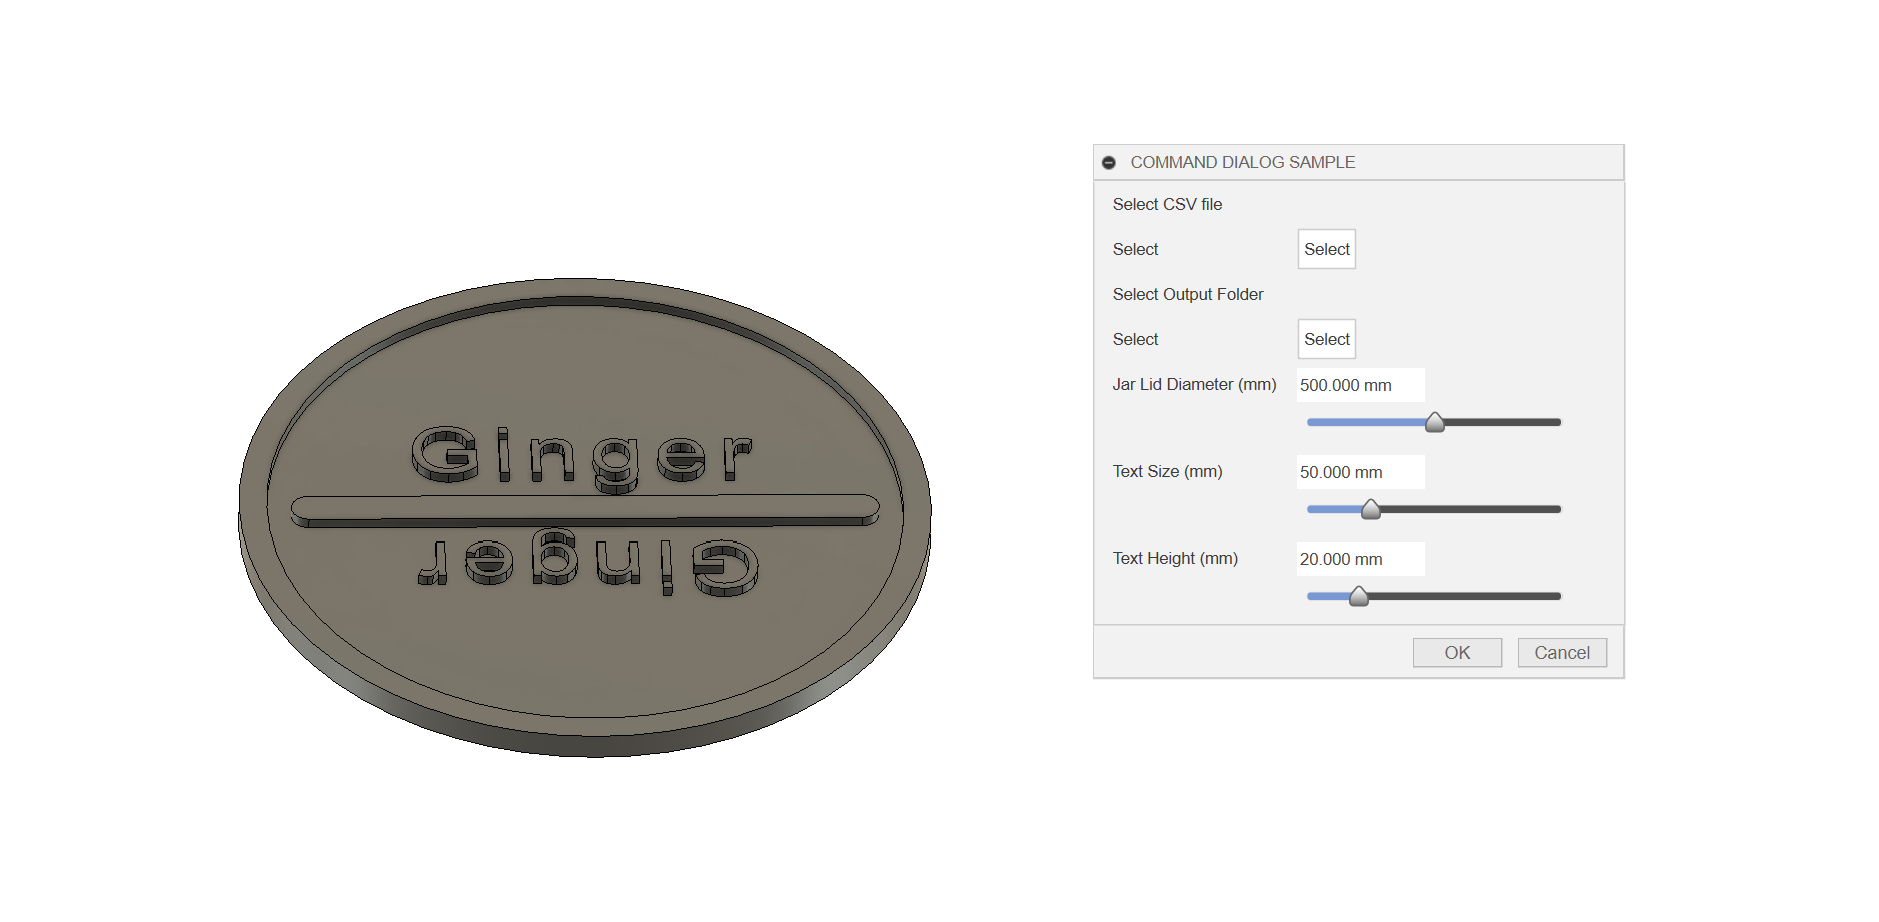 Ginger
Ginger
COMMAND DIALOG SAMPLE
Select CSV file
Select Select
Select Output Folder
Select Select
Jar Lid Diameter (mm) 500.000 mm
Text Size (mm) 50.000 mm
Text Height (mm) 20.000 mm
OK Cancel